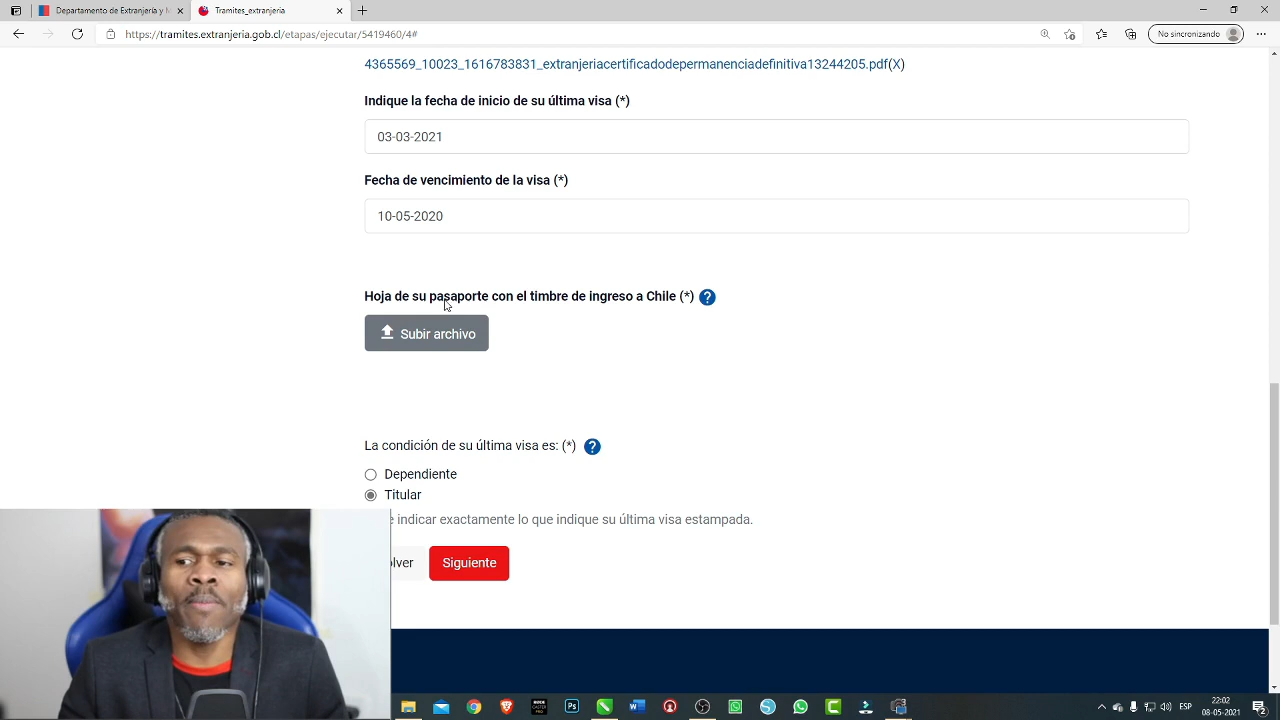 Departamento de Extranjería y M
Tramites_extranjeria
https://tramites.extranjeria.gob.cl/etapas/ejecutar/5419460/4#
No sincronizando
4365569_10023_1616783831_extranjeriacertificadodepermanenciadefinitiva13244205.pdf(X)
Indique la fecha de inicio de su última visa (*)
03-03-2021
Fecha de vencimiento de la visa (*)
10-05-2020
Hoja de su pasaporte con el timbre de ingreso a Chile (*) ?
Subir archivo
La condición de su última visa es: (*) ?
Dependiente
Titular
e indicar exactamente lo que indique su última visa estampada.
olver
Siguiente
ESP
22:02
08-05-2021
2